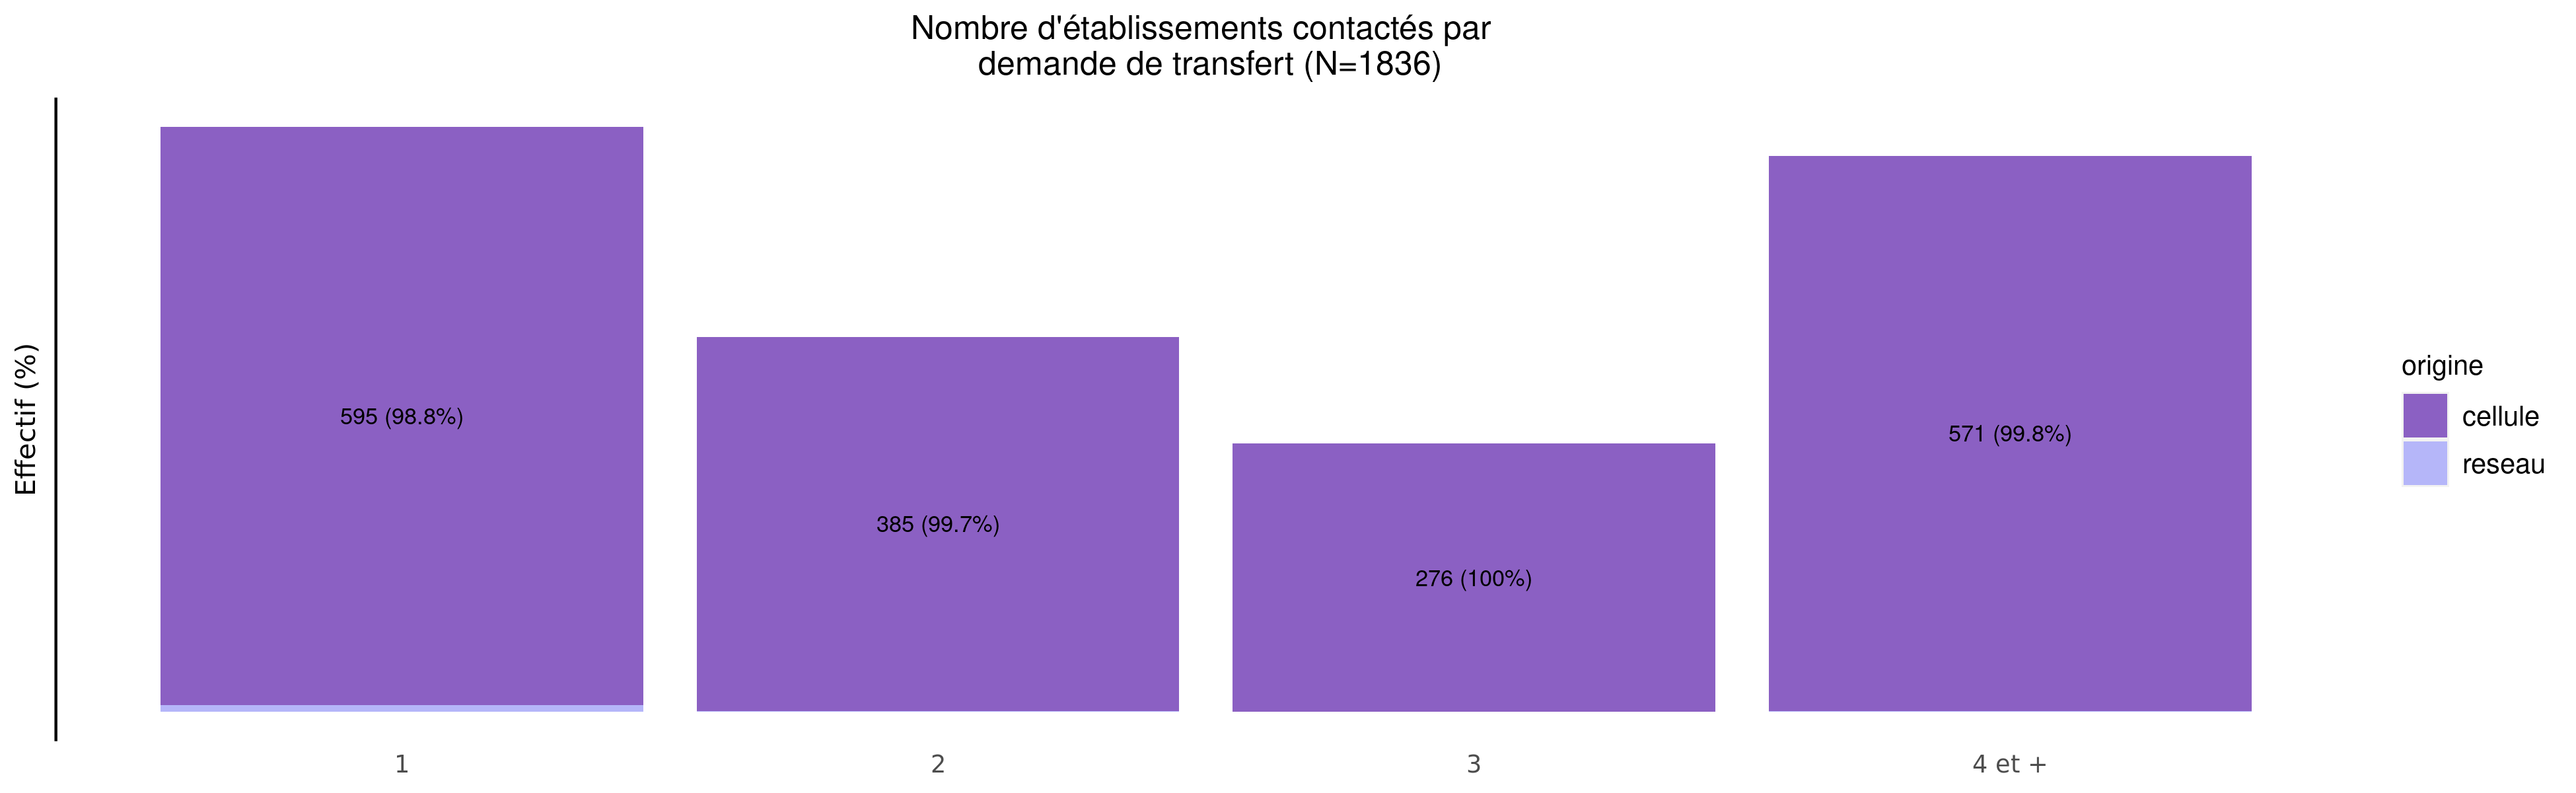 Nombre d'établissements contactés par
demande de transfert (N=1836)
Effectif (%)
595 (98.8%)
385 (99.7%)
276 (100%)
571 (99.8%)
origine
cellule
reseau
1
2
3
4 et +